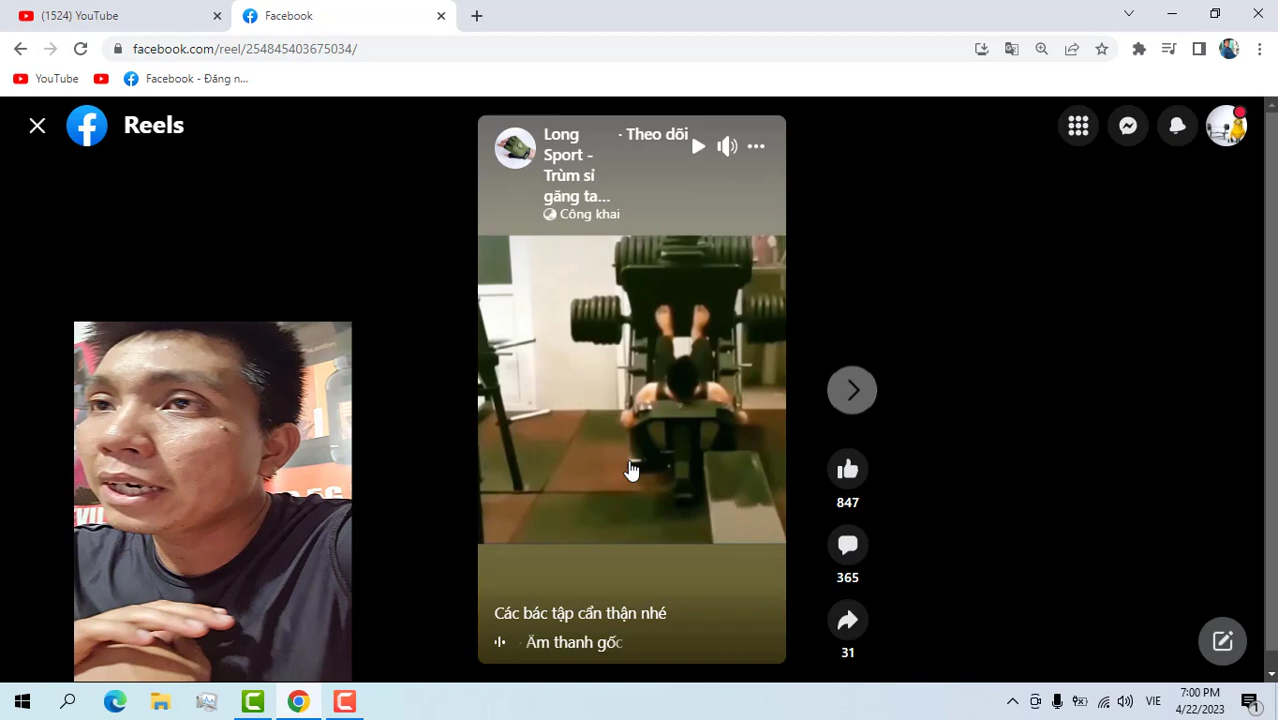 (1524) YouTube
Facebook
facebook.com/reel/254845403675034/
YouTube
Facebook - Đăng n...
Reels
Long Sport - Trùm sỉ găng ta... · Theo dõi
Công khai
847
365
31
Các bác tập cẩn thận nhé
· Âm thanh gốc
VIE
7:00 PM
4/22/2023
1